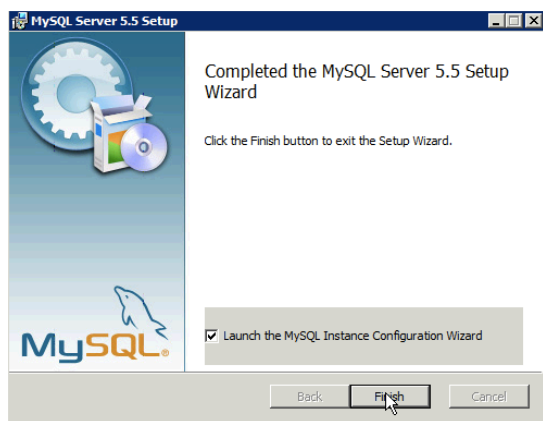 MySQL Server 5.5 Setup
Completed the MySQL Server 5.5 Setup
Wizard
Click the Finish button to exit the Setup Wizard.
MySQL®
Launch the MySQL Instance Configuration Wizard
Back Finish Cancel